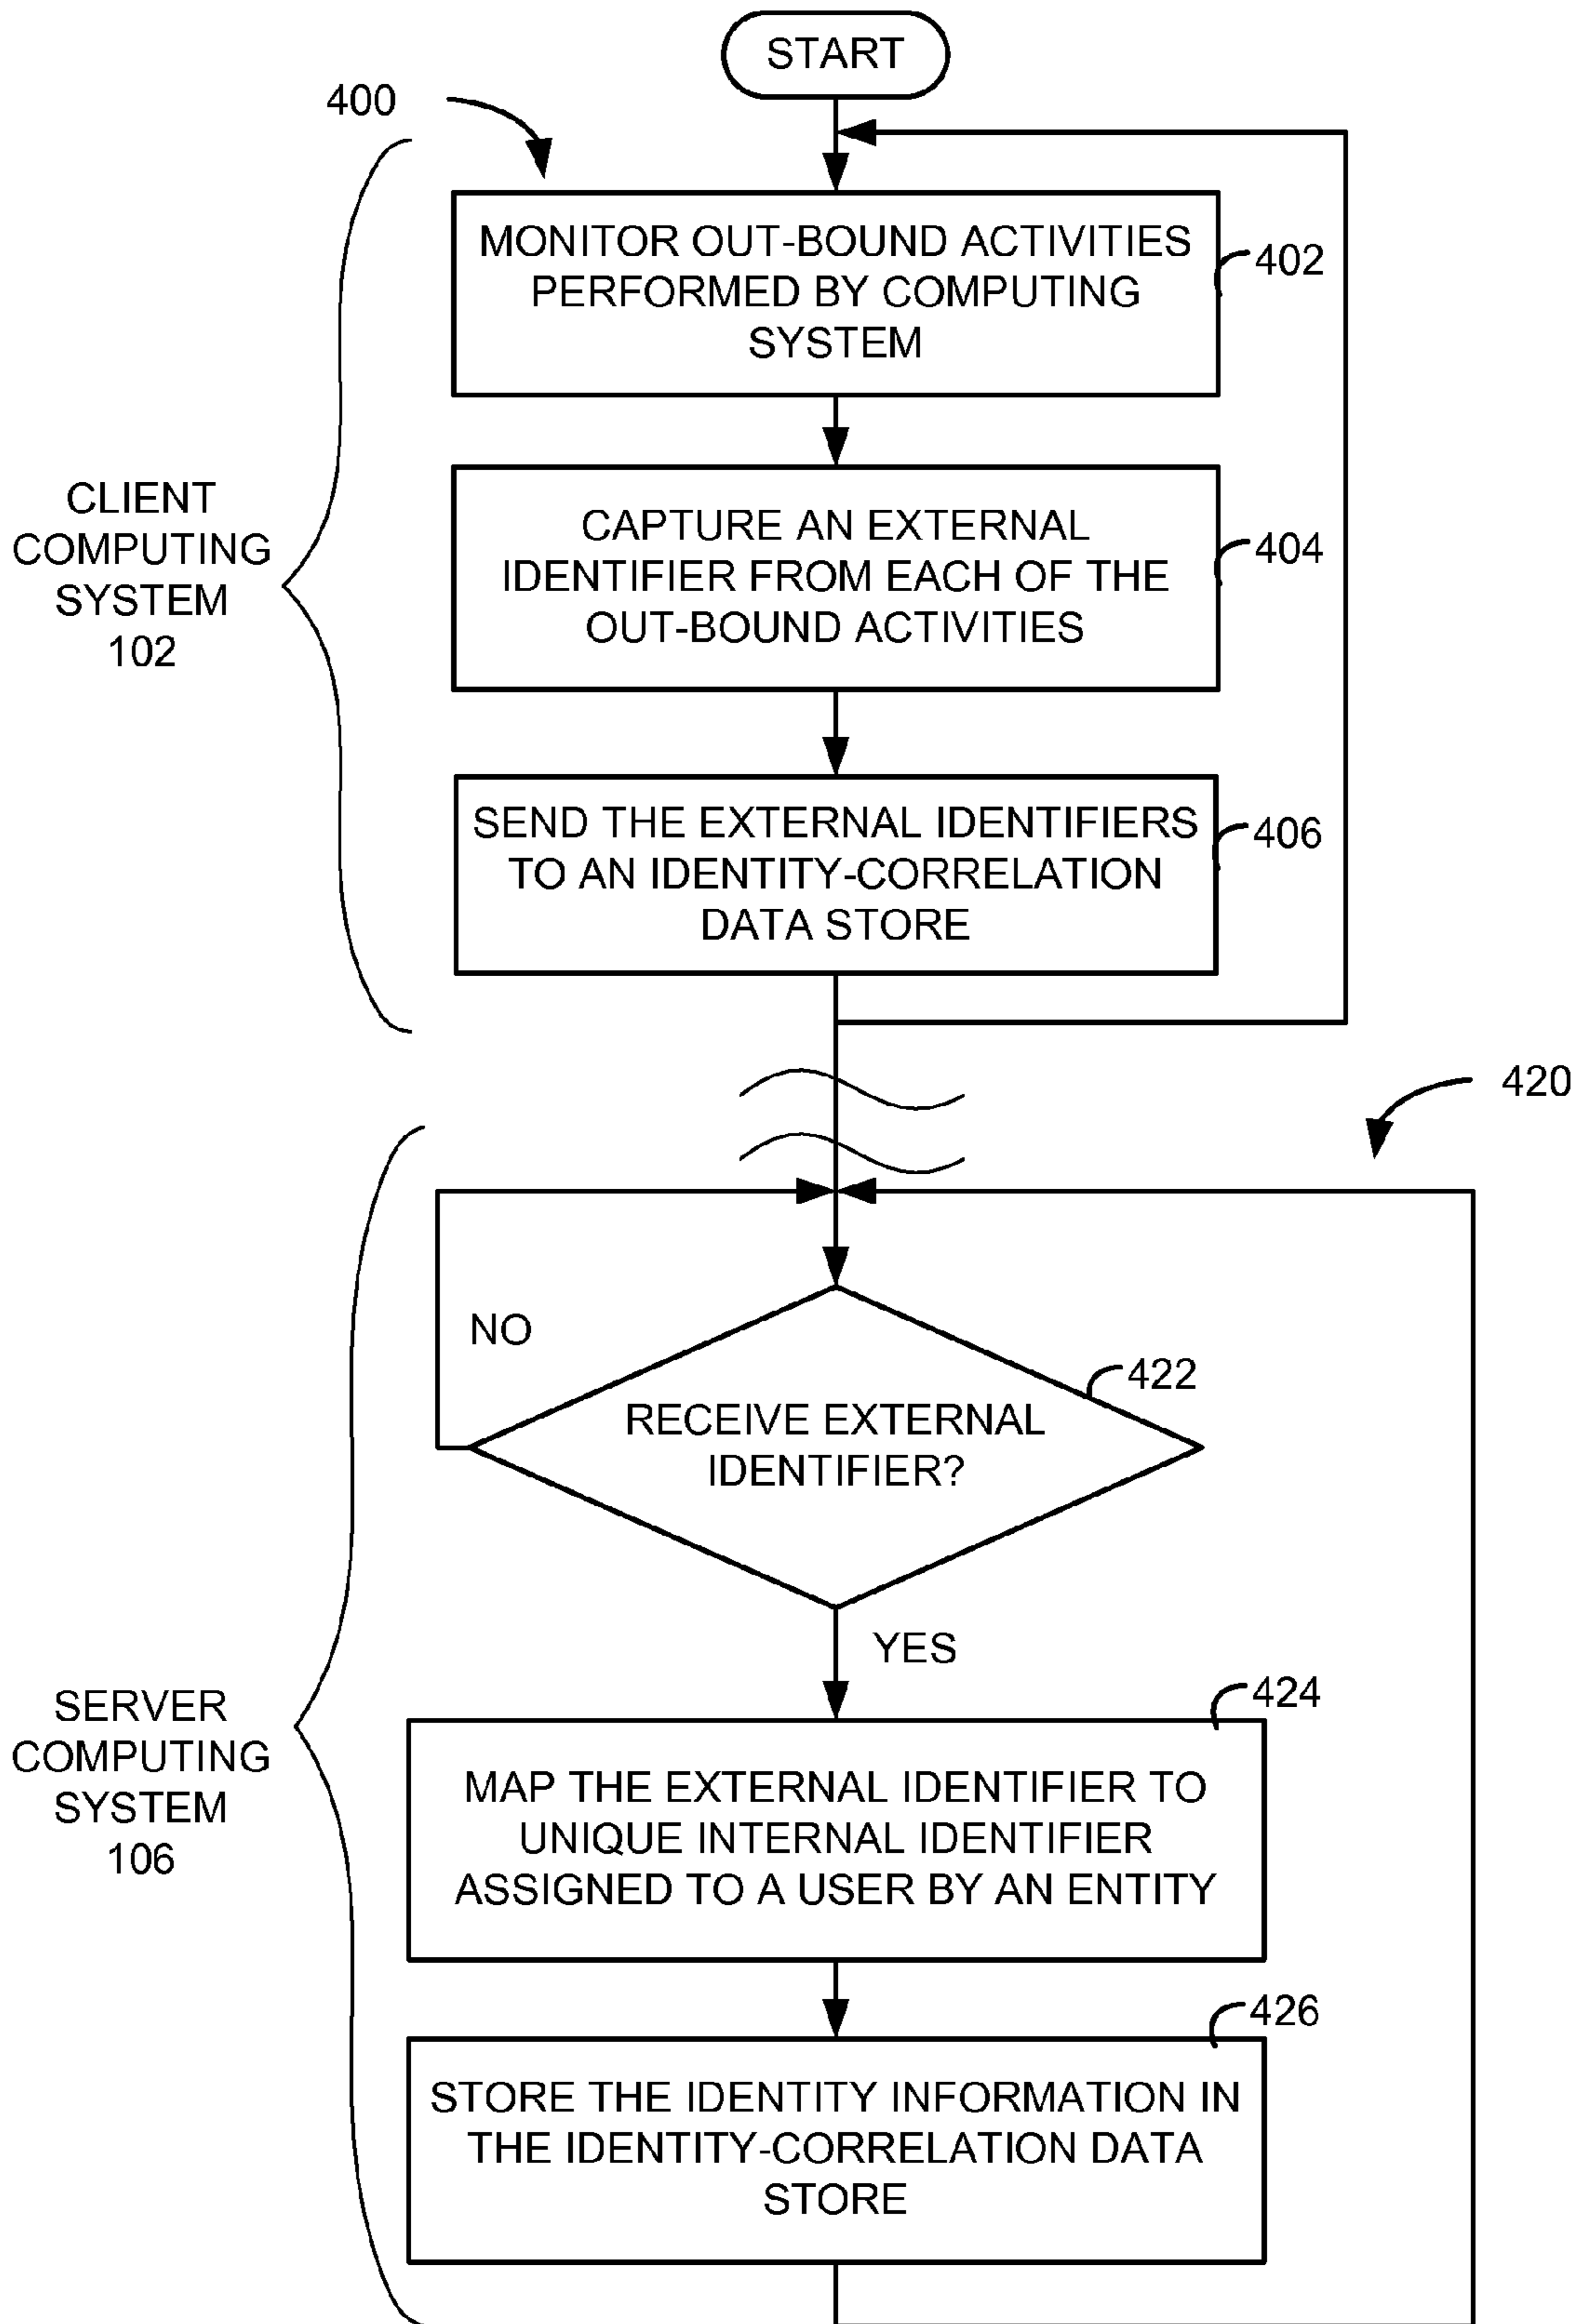 START
400
MONITOR OUT-BOUND ACTIVITIES
PERFORMED BY COMPUTING
SYSTEM
402
CAPTURE AN EXTERNAL
IDENTIFIER FROM EACH OF THE
OUT-BOUND ACTIVITIES
404
CLIENT
COMPUTING
SYSTEM
102
SEND THE EXTERNAL IDENTIFIERS
TO AN IDENTITY-CORRELATION
DATA STORE
406
420
NO
RECEIVE EXTERNAL
IDENTIFIER?
422
YES
SERVER
COMPUTING
SYSTEM
106
MAP THE EXTERNAL IDENTIFIER TO
UNIQUE INTERNAL IDENTIFIER
ASSIGNED TO A USER BY AN ENTITY
424
STORE THE IDENTITY INFORMATION IN
THE IDENTITY-CORRELATION DATA
STORE
426